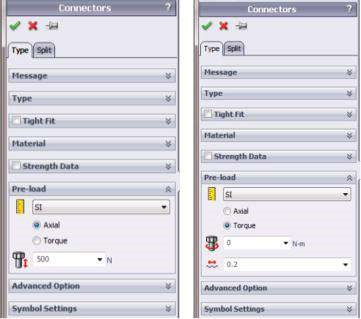 Connectors ?
Type Split
Message
Type
Tight Fit
Material
Strength Data
Pre-load
SI
Axial
Torque
500 N
Advanced Option
Symbol Settings
Connectors ?
Type Split
Message
Type
Tight Fit
Material
Strength Data
Pre-load
SI
Axial
Torque
0 N-m
0.2
Advanced Option
Symbol Settings